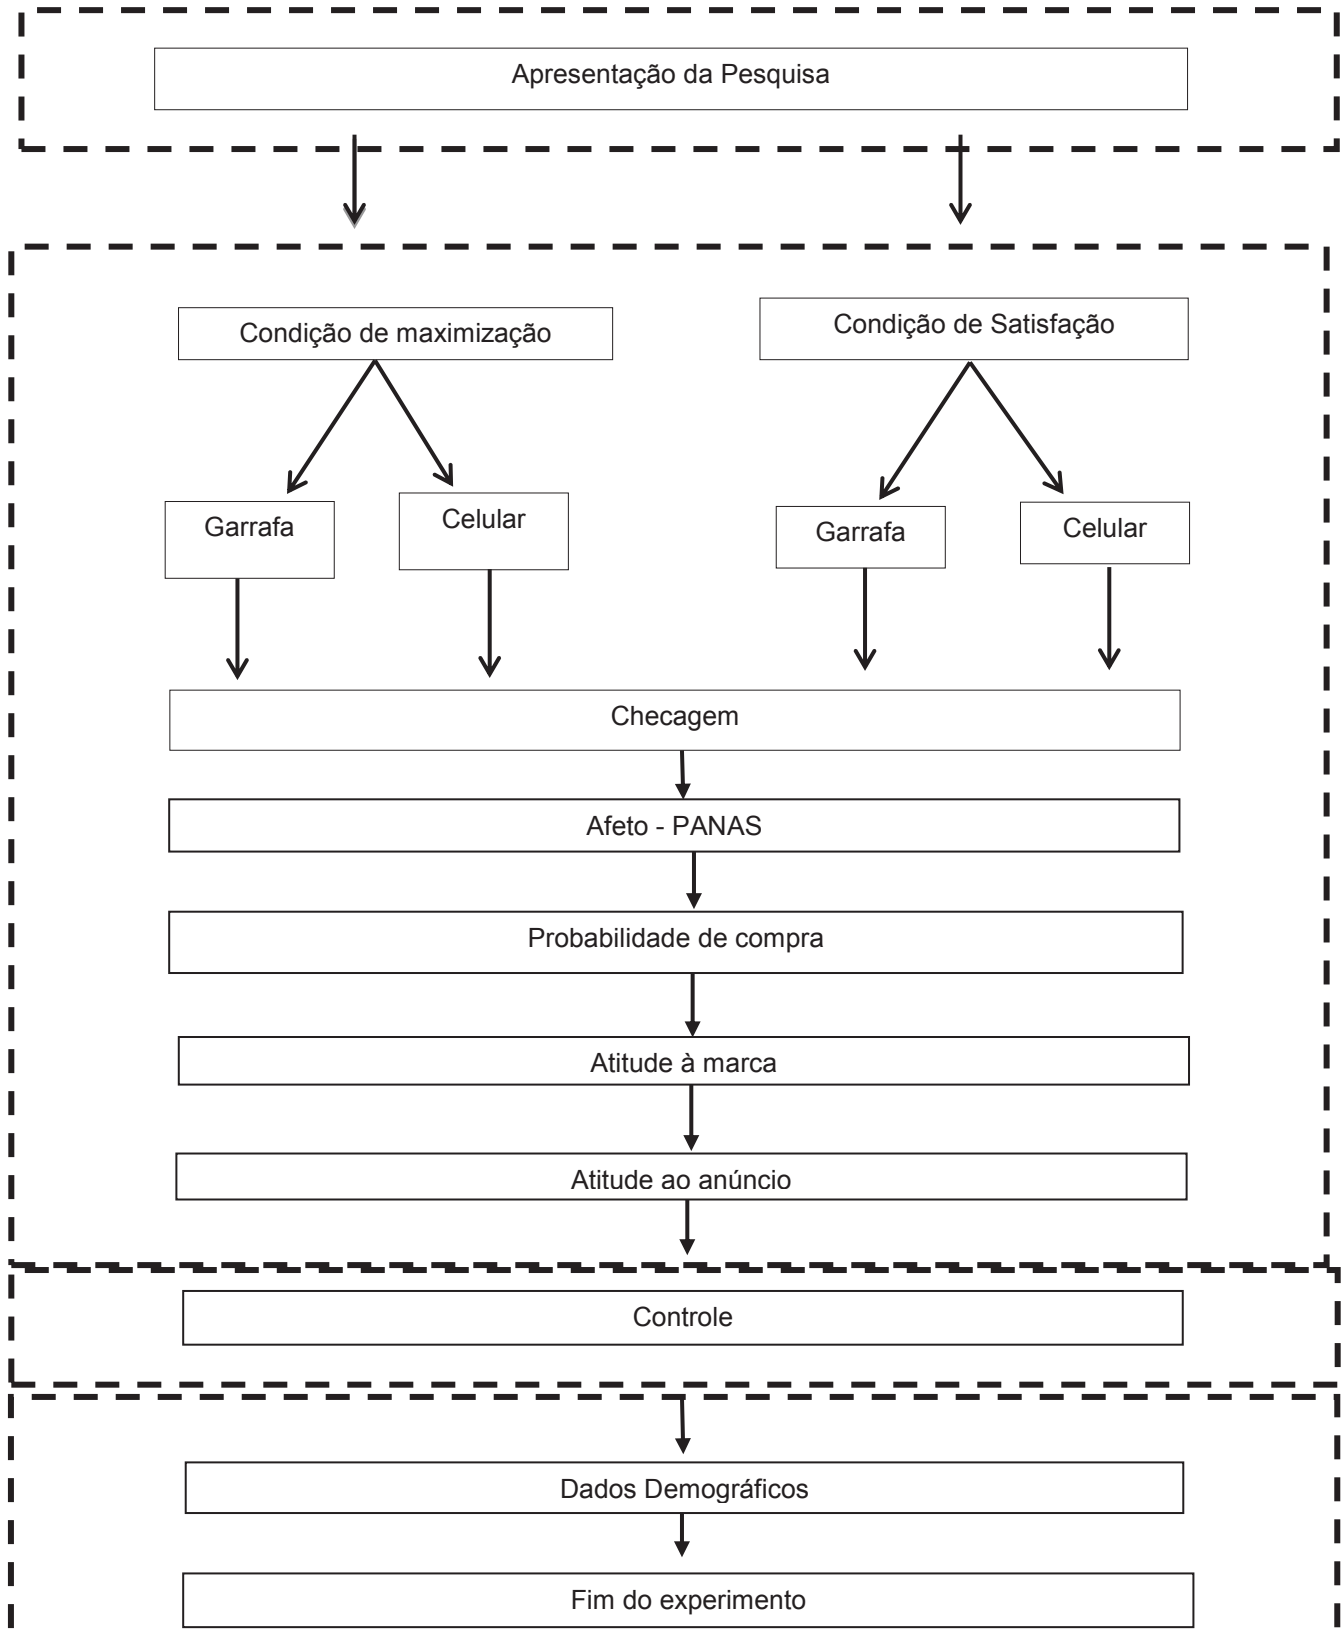 Apresentação da Pesquisa
Condição de maximização
Condição de Satisfação
Garrafa
Celular
Garrafa
Celular
Checagem
Afeto - PANAS
Probabilidade de compra
Atitude à marca
Atitude ao anúncio
Controle
Dados Demográficos
Fim do experimento